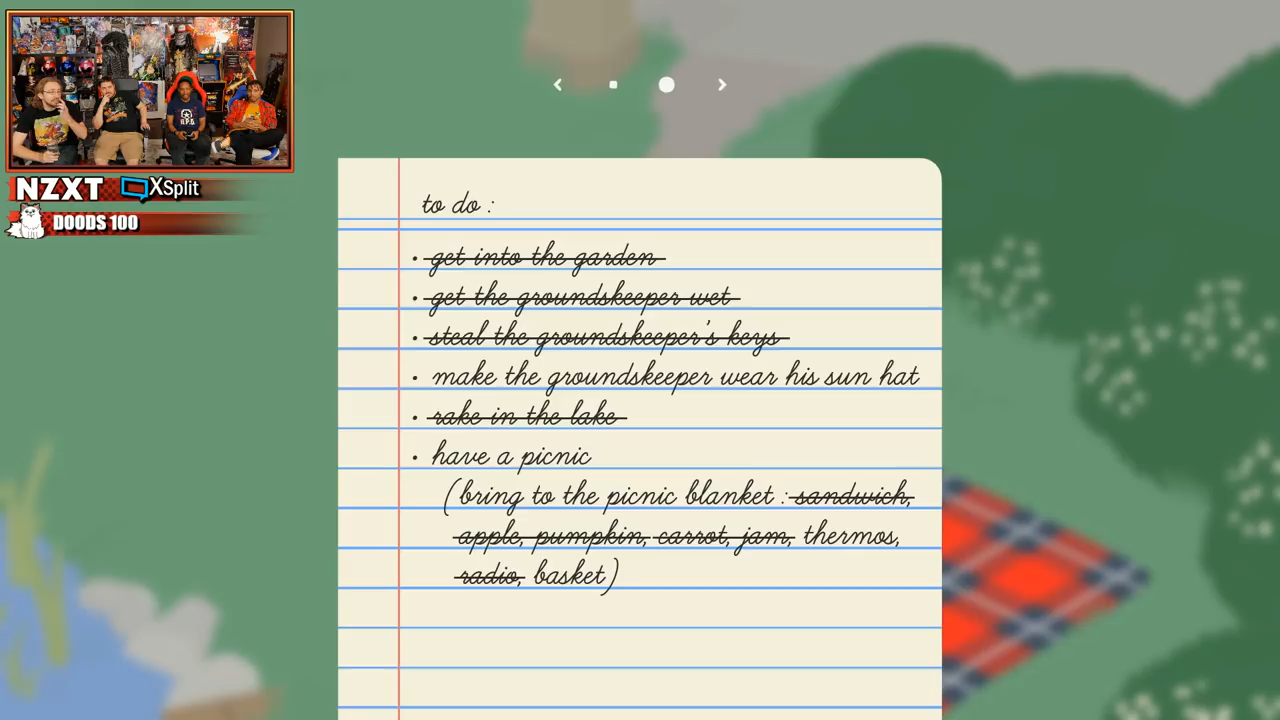 NZXT XSplit
DOODS 100
to do :
• get into the garden
• get the groundskeeper wet
• steal the groundskeeper's keys
• make the groundskeeper wear his sun hat
• rake in the lake
• have a picnic
(bring to the picnic blanket : sandwich,
apple, pumpkin, carrot, jam, thermos,
radio, basket)